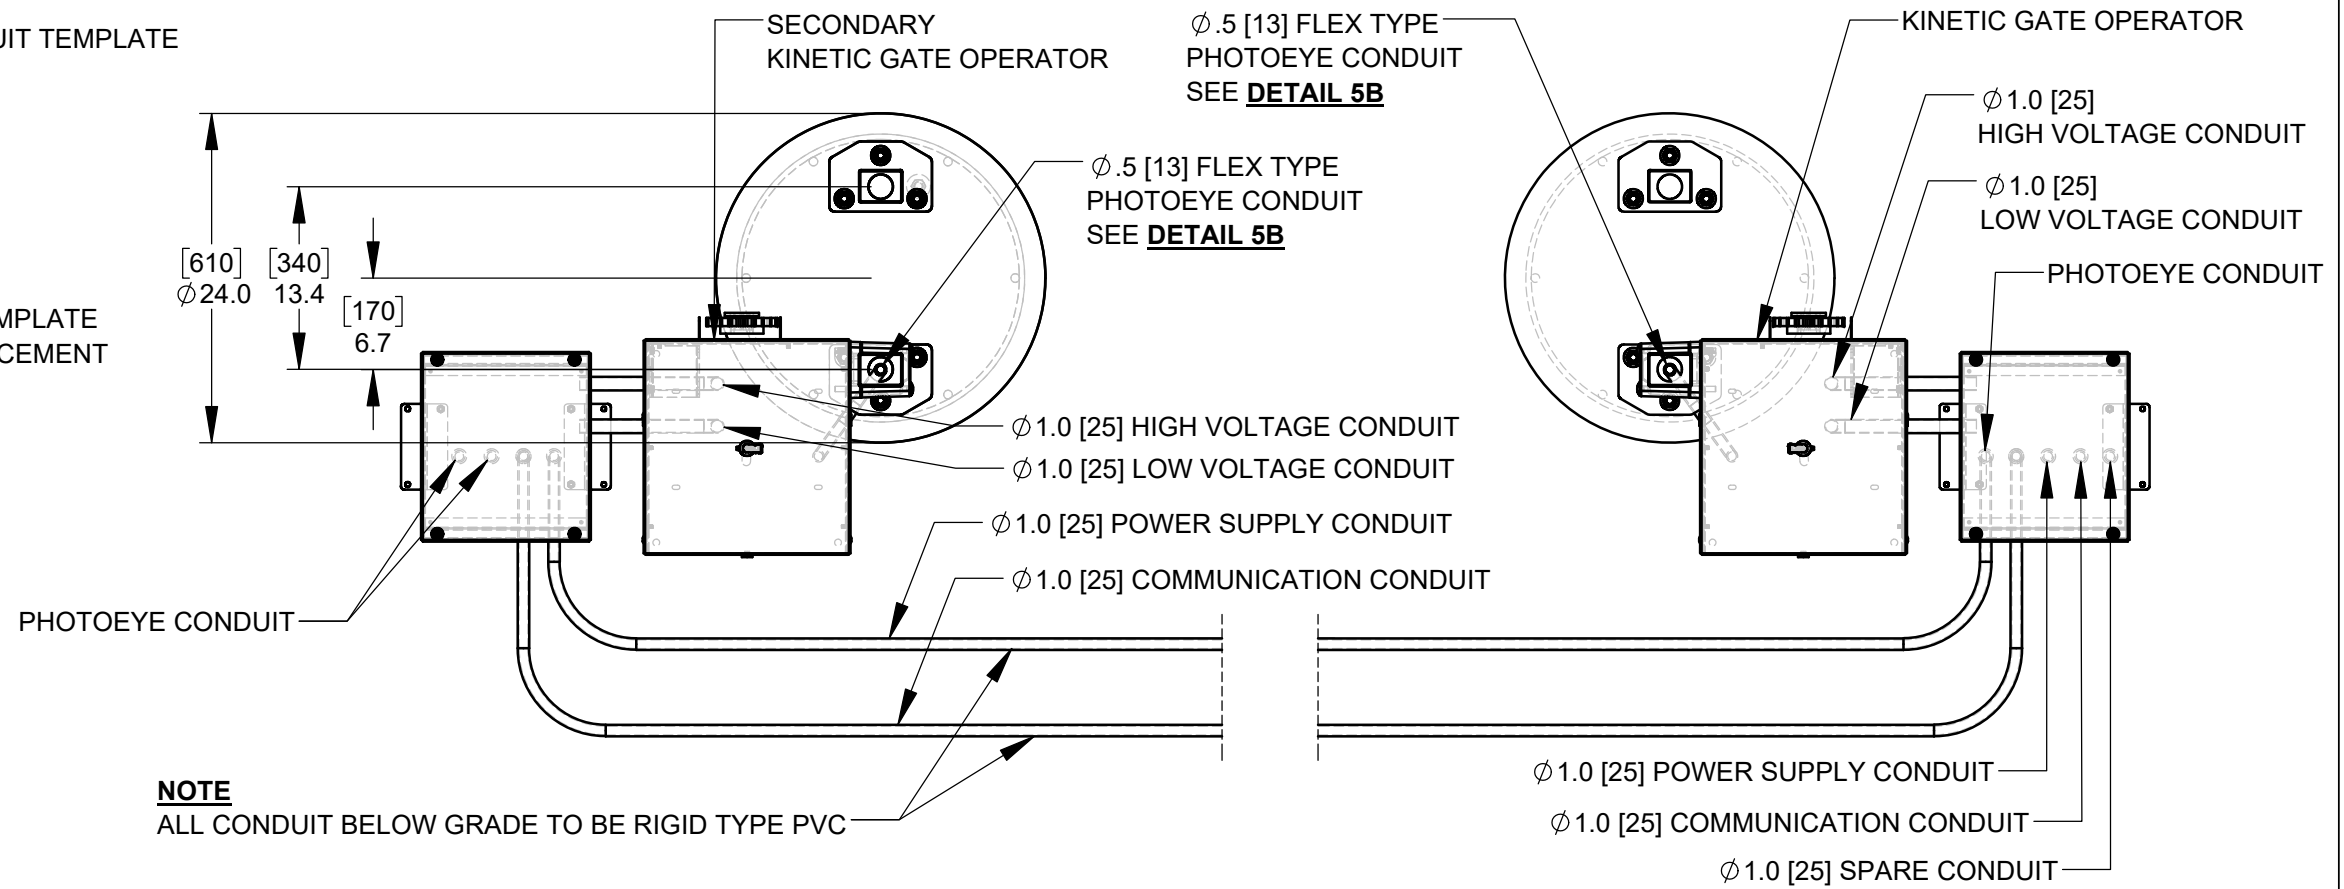 UIT TEMPLATE
SECONDARY
KINETIC GATE OPERATOR
∅.5 [13] FLEX TYPE
PHOTOEYE CONDUIT
SEE DETAIL 5B
KINETIC GATE OPERATOR
∅1.0 [25]
HIGH VOLTAGE CONDUIT
∅.5 [13] FLEX TYPE
PHOTOEYE CONDUIT
SEE DETAIL 5B
∅1.0 [25]
LOW VOLTAGE CONDUIT
PHOTOEYE CONDUIT
[610]
∅24.0
[340]
13.4
[170]
6.7
MPLATE
CEMENT
∅1.0 [25] HIGH VOLTAGE CONDUIT
∅1.0 [25] LOW VOLTAGE CONDUIT
∅1.0 [25] POWER SUPPLY CONDUIT
∅1.0 [25] COMMUNICATION CONDUIT
PHOTOEYE CONDUIT
NOTE
ALL CONDUIT BELOW GRADE TO BE RIGID TYPE PVC
∅1.0 [25] POWER SUPPLY CONDUIT
∅1.0 [25] COMMUNICATION CONDUIT
∅1.0 [25] SPARE CONDUIT